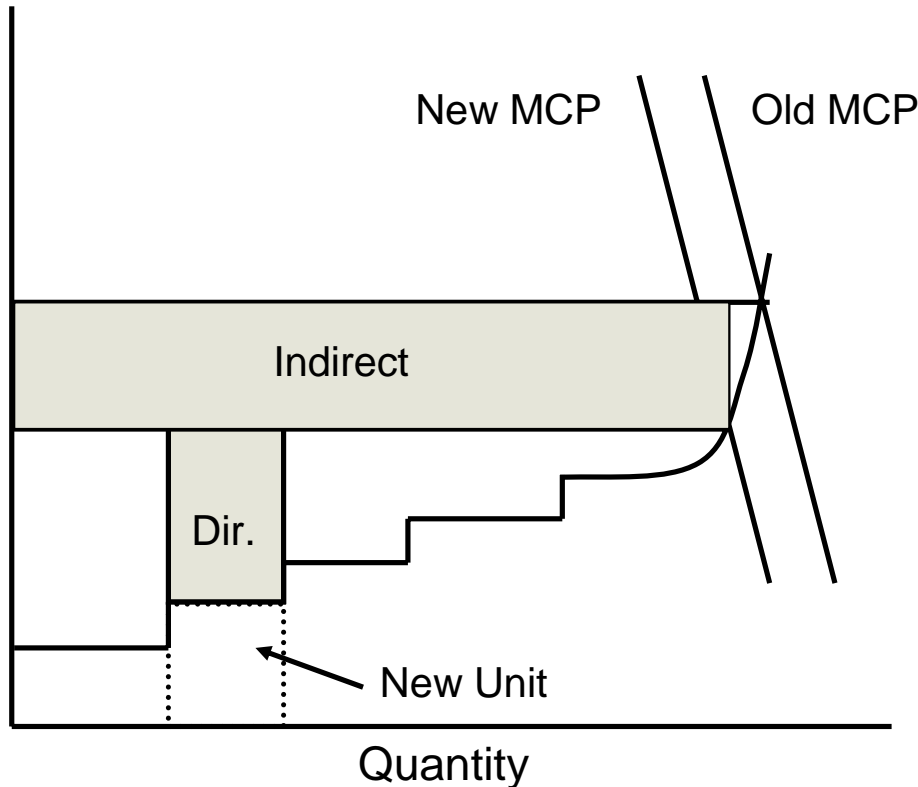 New MCP
Old MCP
Indirect
Dir.
New Unit
Quantity